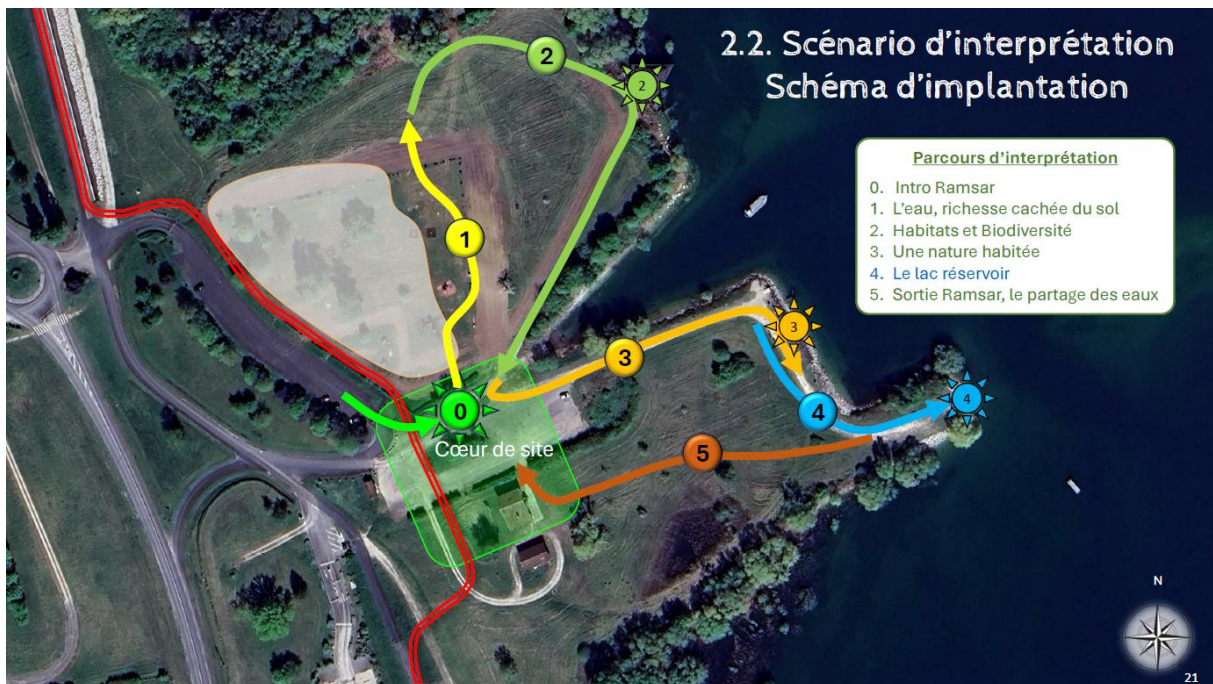 2.2. Scénario d'interprétation
Schéma d'implantation
Parcours d'interprétation
0. Intro Ramsar
1. L'eau, richesse cachée du sol
2. Habitats et Biodiversité
3. Une nature habitée
4. Le lac réservoir
5. Sortie Ramsar, le partage des eaux
2
2
1
3
3
4
4
0
Cœur de site
5
N
21